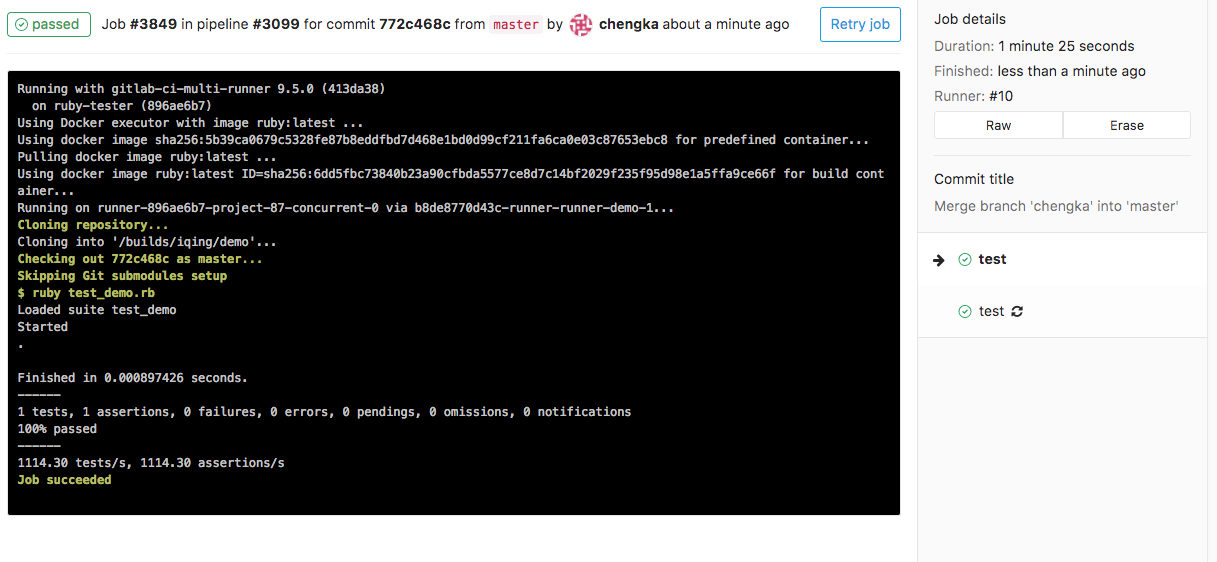 passed Job #3849 in pipeline #3099 for commit 772c468c from master by chengka about a minute ago Retry job
Running with gitlab-ci-multi-runner 9.5.0 (413da38)
on ruby-tester (896ae6b7)
Using Docker executor with image ruby:latest ...
Using docker image sha256:5b39ca0679c5328fe87b8eddfbd7d468e1bd0d99cf211fa6ca0e03c87653ebc8 for predefined container...
Pulling docker image ruby:latest ...
Using docker image ruby:latest ID=sha256:6dd5fbc73840b23a90cfbda5577ce8d7c14bf2029f235f95d98e1a5ffa9ce66f for build cont
ainer...
Running on runner-896ae6b7-project-87-concurrent-0 via b8de8770d43c-runner-runner-demo-1...
Cloning repository...
Cloning into '/builds/iqing/demo'...
Checking out 772c468c as master...
Skipping Git submodules setup
$ ruby test_demo.rb
Loaded suite test_demo
Started
.
Finished in 0.000897426 seconds.
------
1 tests, 1 assertions, 0 failures, 0 errors, 0 pendings, 0 omissions, 0 notifications
100% passed
------
1114.30 tests/s, 1114.30 assertions/s
Job succeeded
Job details
Duration: 1 minute 25 seconds
Finished: less than a minute ago
Runner: #10
Raw Erase
Commit title
Merge branch 'chengka' into 'master'
test
test